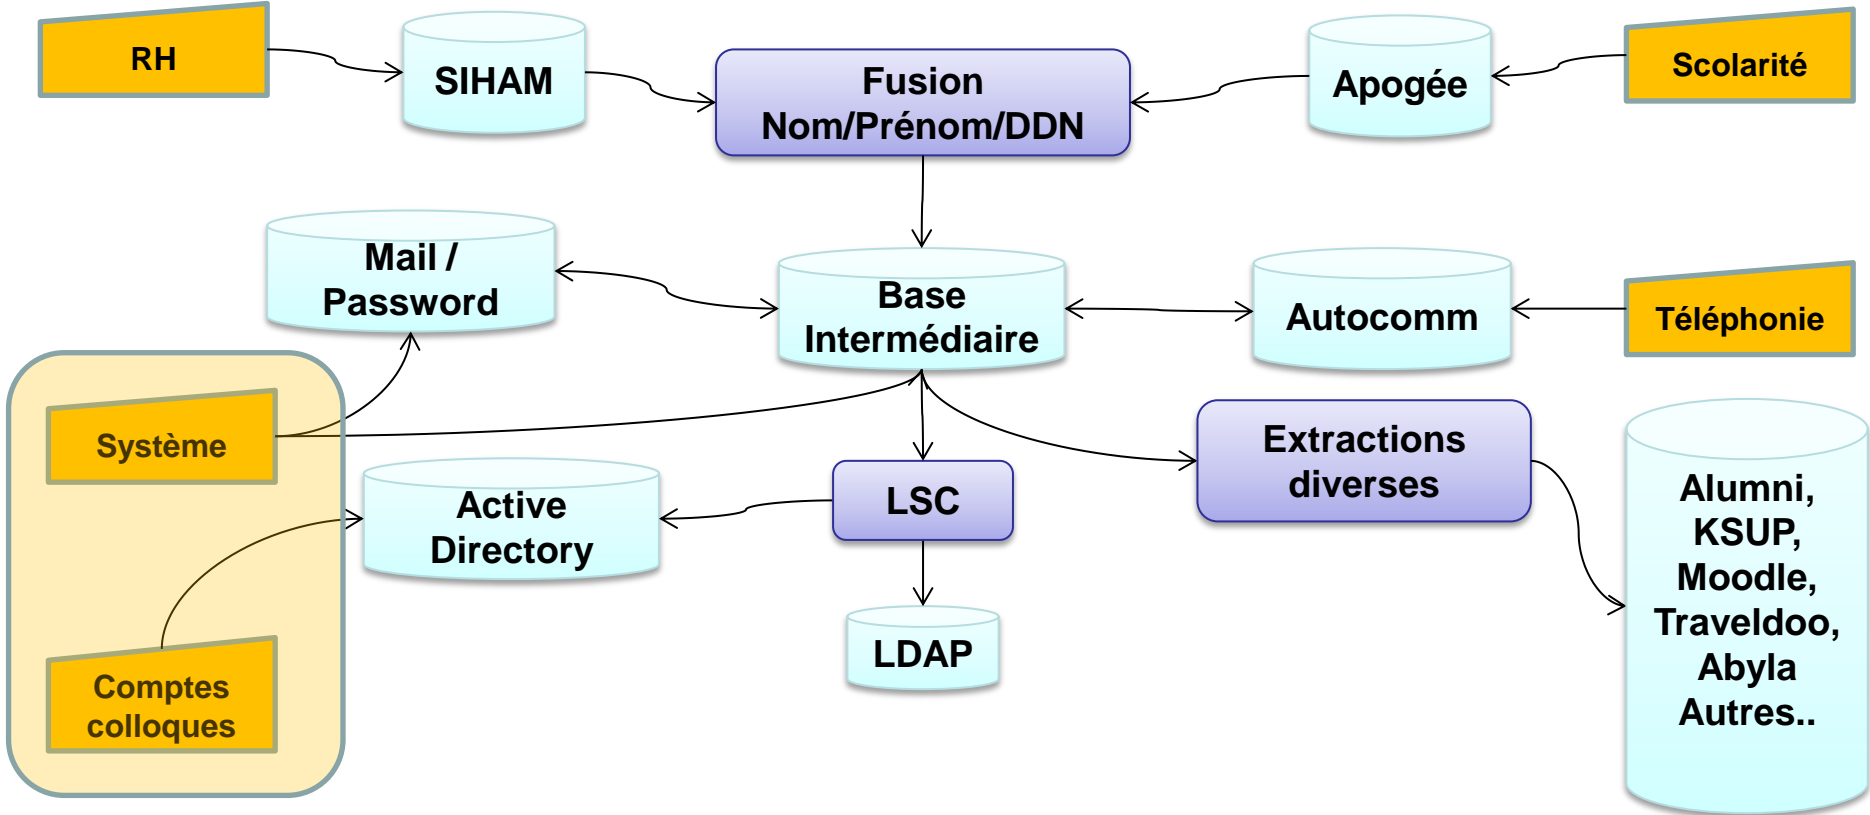 RH
SIHAM
Fusion
Nom/Prénom/DDN
Apogée
Scolarité
Mail /
Password
Base
Intermédiaire
Autocomm
Téléphonie
Système
Active
Directory
LSC
Extractions
diverses
Alumni,
KSUP,
Moodle,
Traveldoo,
Abyla
Autres..
LDAP
Comptes
colloques